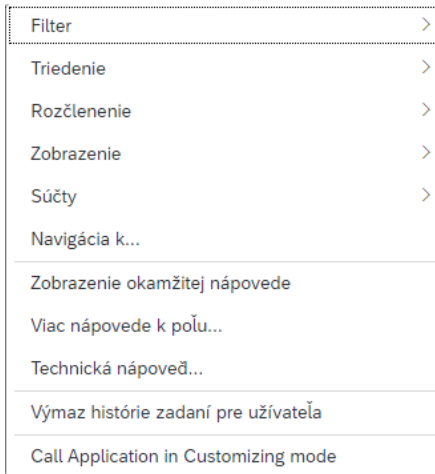 Filter
Triedenie
Rozčlenenie
Zobrazenie
Súčty
Navigácia k...
Zobrazenie okamžitej nápovede
Viac nápovede k poľu...
Technická nápoveď...
Výmaz histórie zadaní pre užívateľa
Call Application in Customizing mode